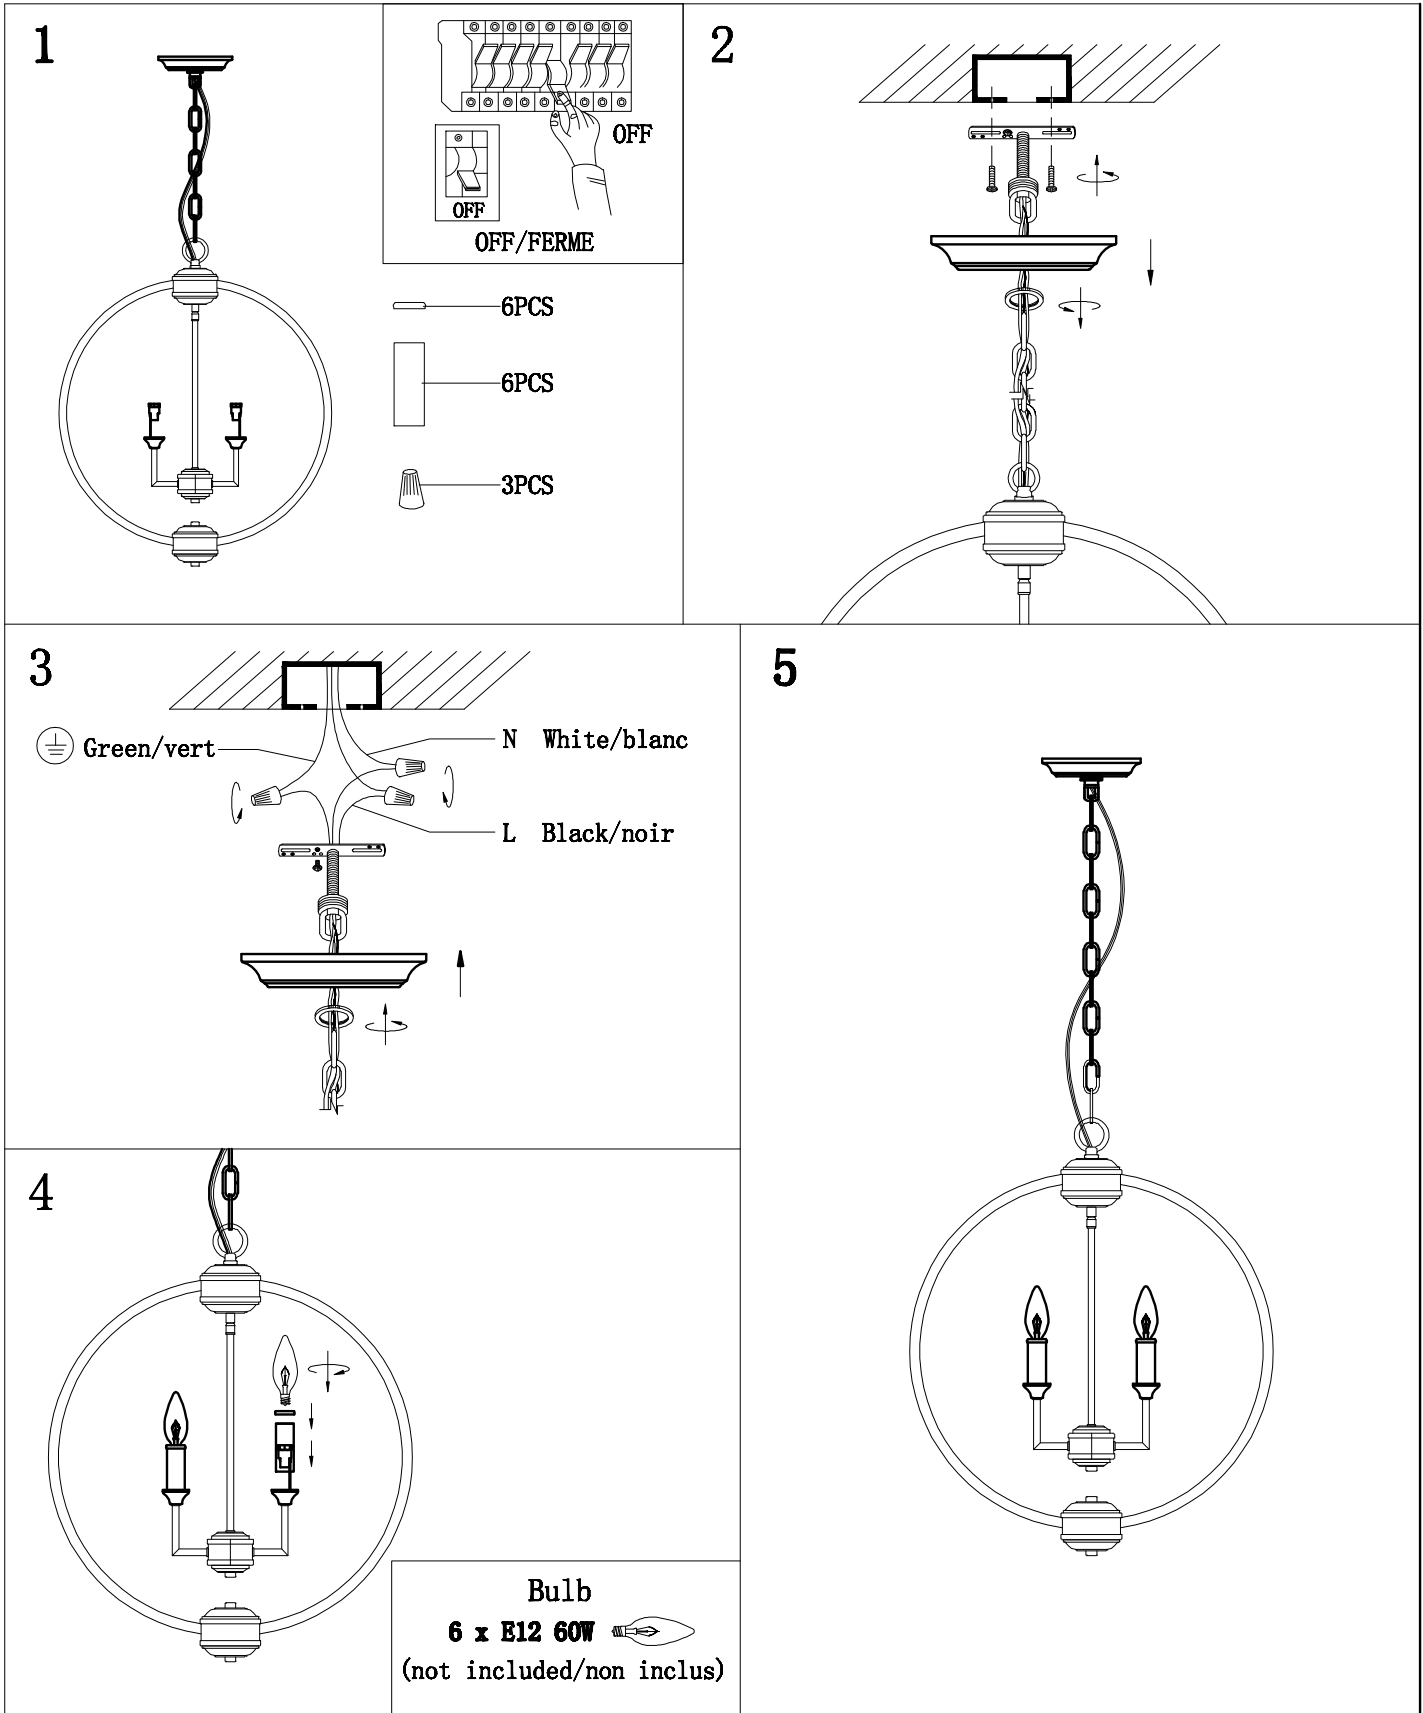 1
OFF
OFF
OFF/FERME
6PCS
6PCS
3PCS
2
3
Green/vert
N White/blanc
L Black/noir
4
Bulb
6 x E12 60W
(not included/non inclus)
5